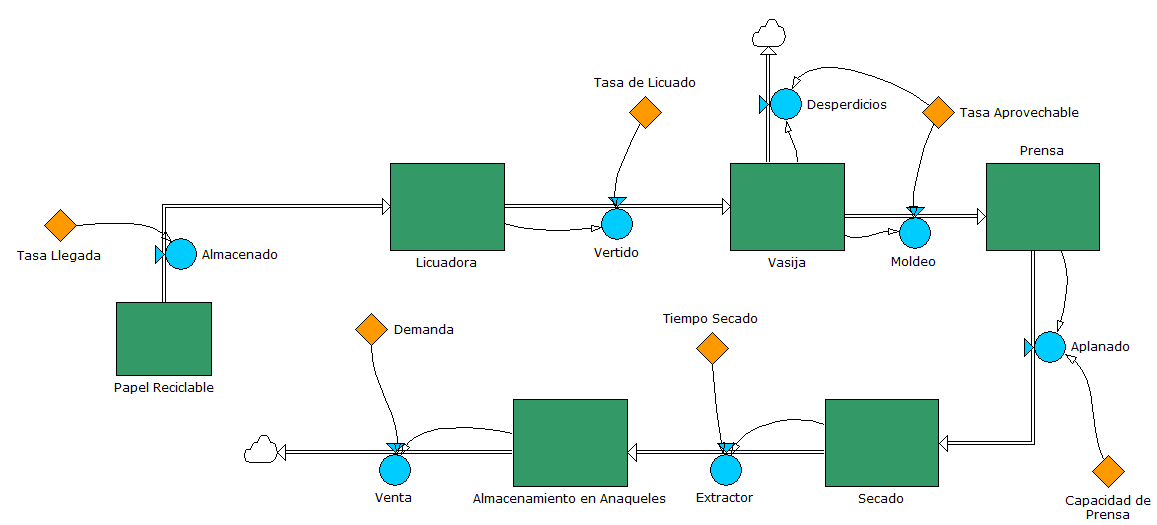 Tasa de Licuado
Desperdicios
Tasa Aprovechable
Prensa
Tasa Llegada
Almacenado
Licuadora
Vertido
Vasija
Moldeo
Papel Reciclable
Demanda
Tiempo Secado
Aplanado
Venta
Almacenamiento en Anaqueles
Extractor
Secado
Capacidad de
Prensa